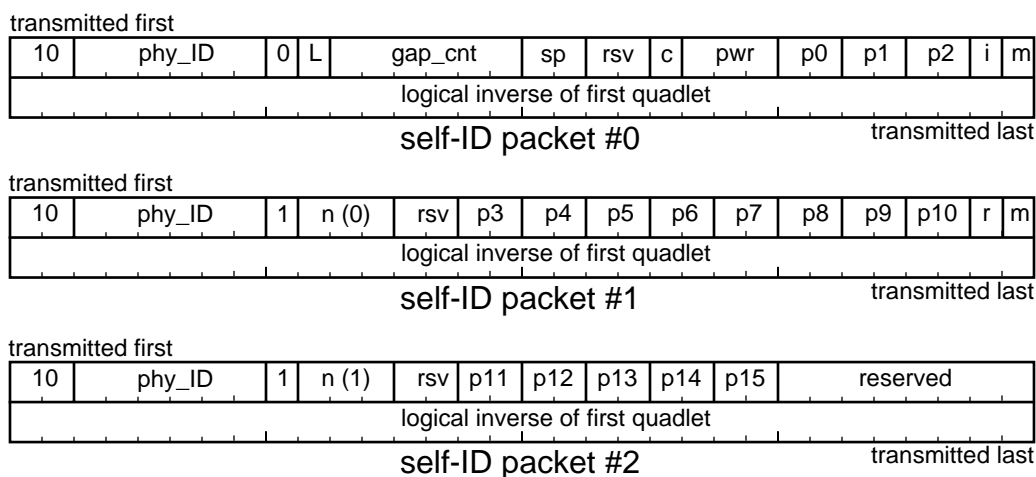 transmitted first
10 phy_ID 0 L gap_cnt sp rsv c pwr p0 p1 p2 i m
logical inverse of first quadlet
self-ID packet #0 transmitted last
transmitted first
10 phy_ID 1 n (0) rsv p3 p4 p5 p6 p7 p8 p9 p10 r m
logical inverse of first quadlet
self-ID packet #1 transmitted last
transmitted first
10 phy_ID 1 n (1) rsv p11 p12 p13 p14 p15 reserved
logical inverse of first quadlet
self-ID packet #2 transmitted last